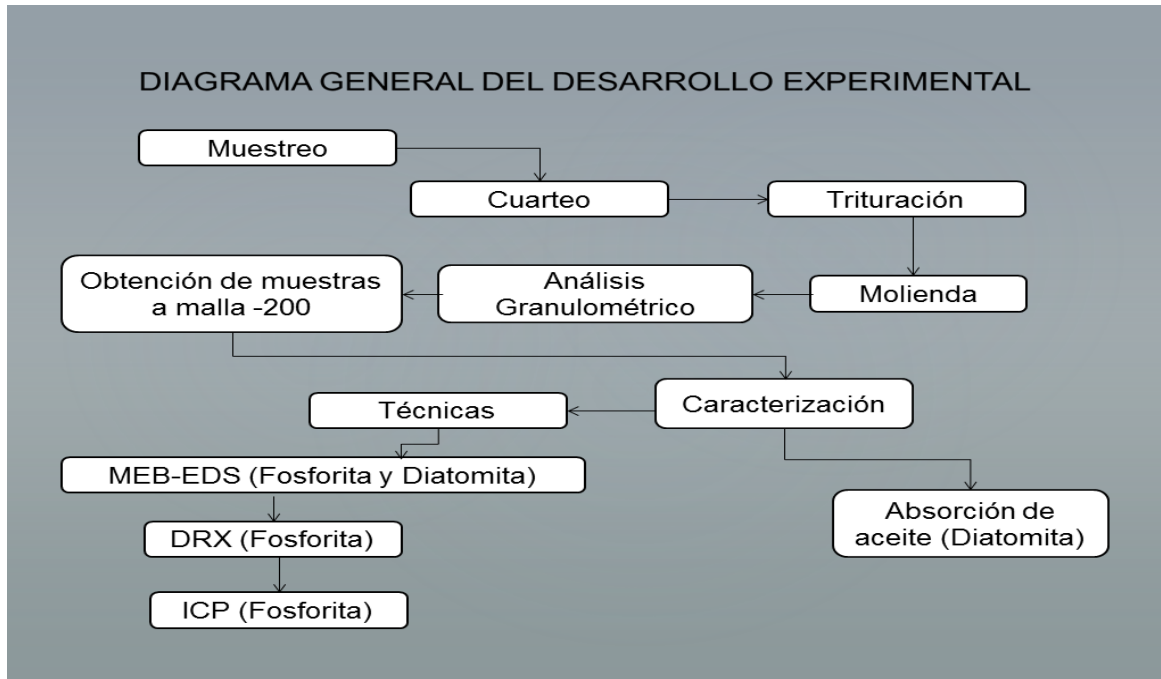 DIAGRAMA GENERAL DEL DESARROLLO EXPERIMENTAL
Muestreo
Cuarteo
Trituración
Molienda
Análisis
Granulométrico
Obtención de muestras
a malla -200
Caracterización
Técnicas
MEB-EDS (Fosforita y Diatomita)
DRX (Fosforita)
ICP (Fosforita)
Absorción de
aceite (Diatomita)